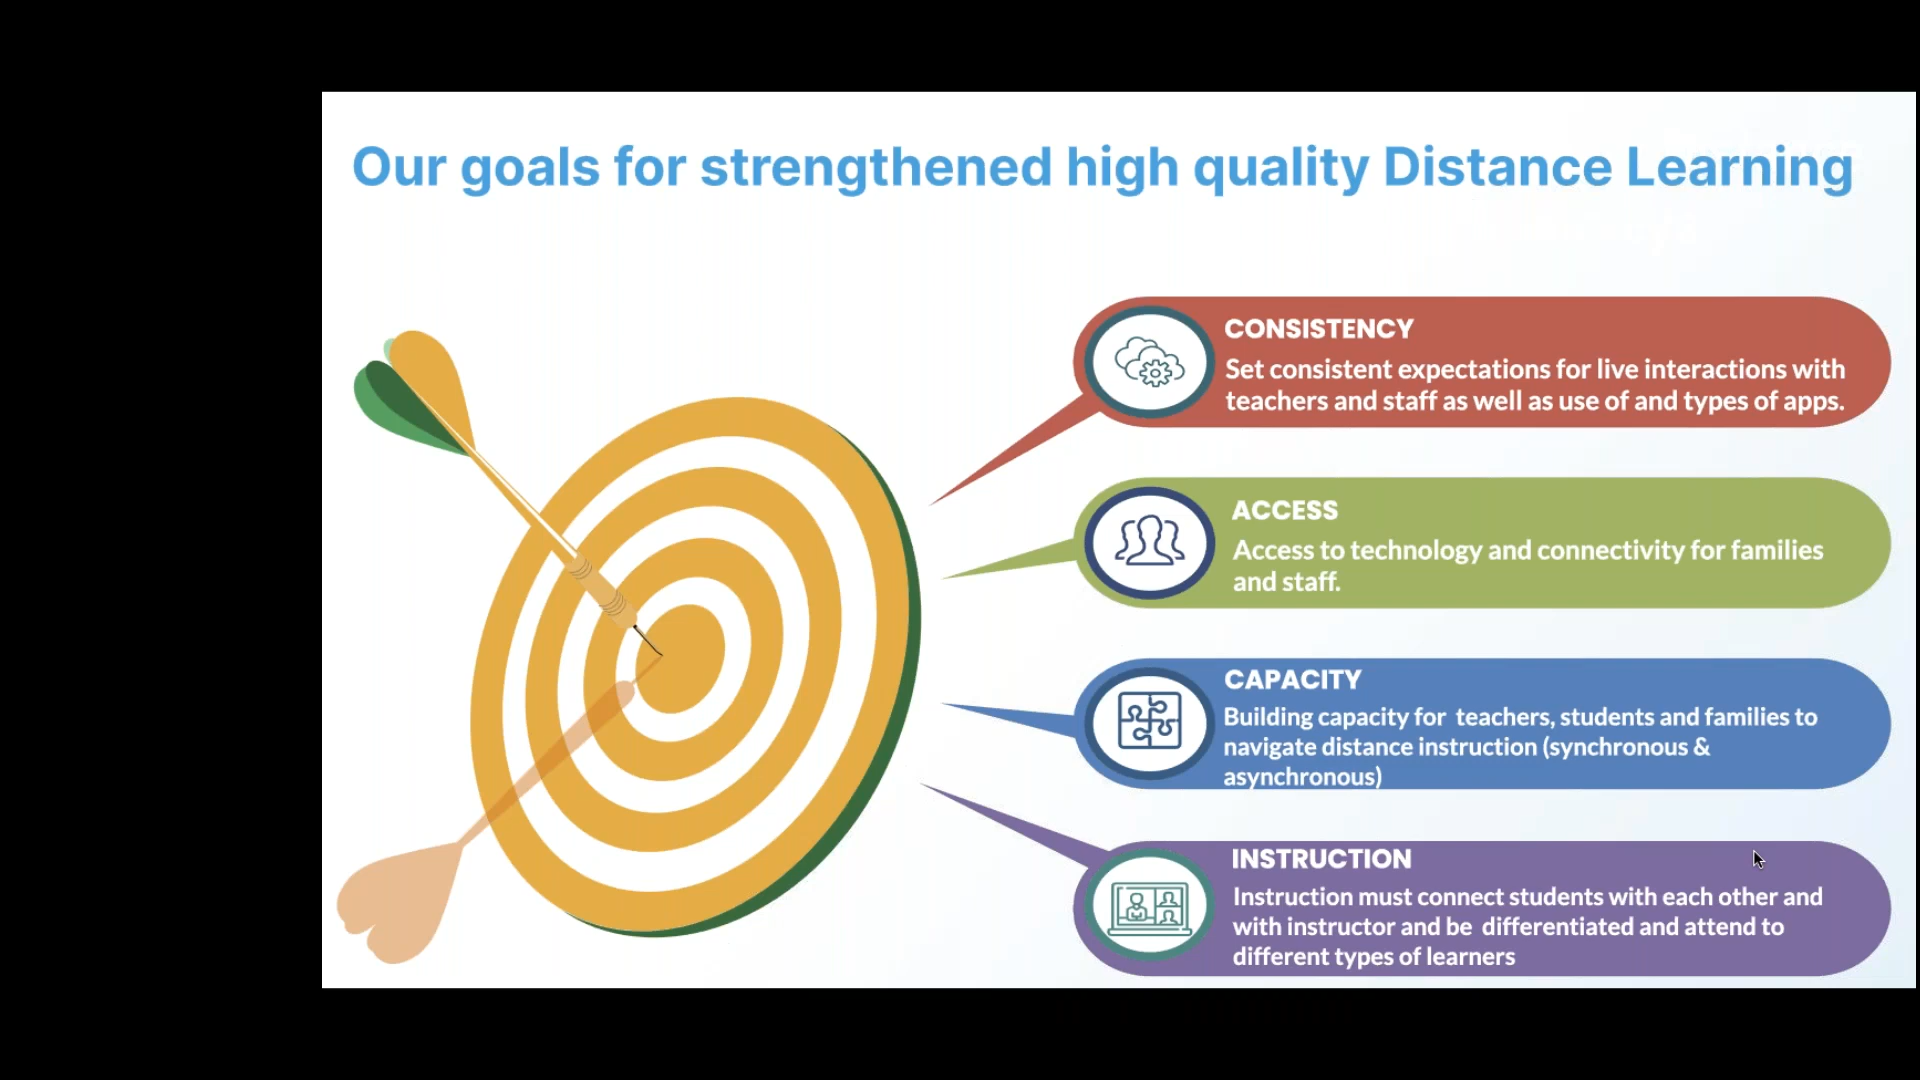 Our goals for strengthened high quality Distance Learning
CONSISTENCY
Set consistent expectations for live interactions with
teachers and staff as well as use of and types of apps.
ACCESS
Access to technology and connectivity for families
and staff.
CAPACITY
Building capacity for teachers, students and families to
navigate distance instruction (synchronous &
asynchronous)
INSTRUCTION
Instruction must connect students with each other and
with instructor and be differentiated and attend to
different types of learners